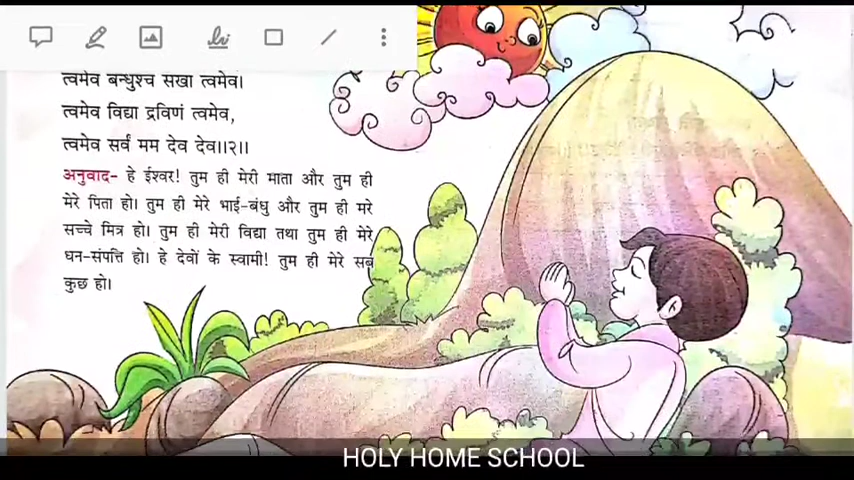 त्वमेव बन्धुश्च सखा त्वमेव।
त्वमेव विद्या द्रविणं त्वमेव,
त्वमेव सर्वं मम देव देव।।२।।
अनुवाद- हे ईश्वर! तुम ही मेरी माता और तुम ही
मेरे पिता हो। तुम ही मेरे भाई-बंधु और तुम ही मरे
सच्चे मित्र हो। तुम ही मेरी विद्या तथा तुम ही मेरे
धन-संपत्ति हो। हे देवों के स्वामी! तुम ही मेरे सब
कुछ हो।
HOLY HOME SCHOOL